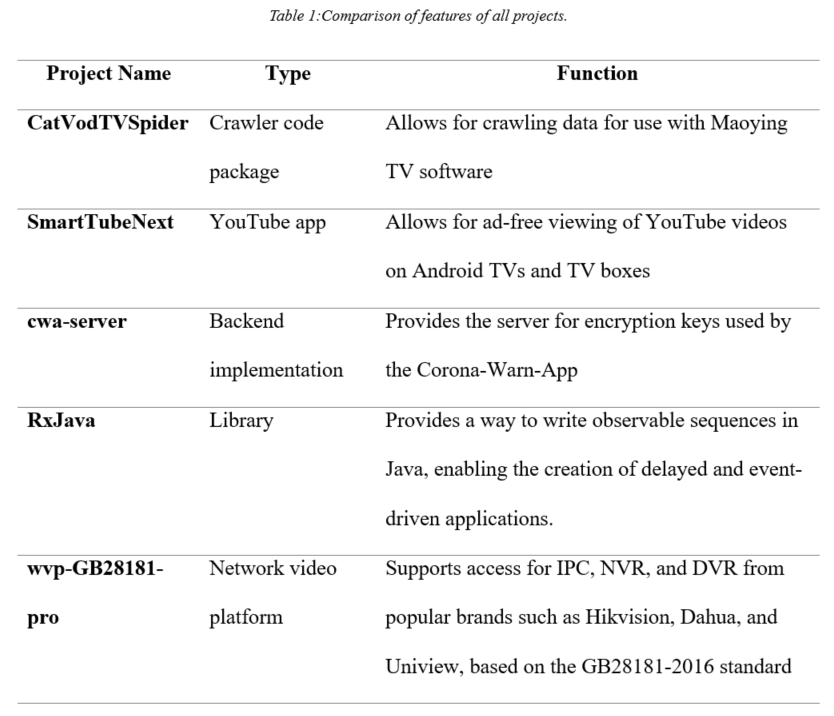 Table 1:Comparison of features of all projects.
Project Name Type Function
CatVodTVSpider Crawler code Allows for crawling data for use with Maoying
package TV software
SmartTubeNext YouTube app Allows for ad-free viewing of YouTube videos
on Android TVs and TV boxes
cwa-server Backend Provides the server for encryption keys used by
implementation the Corona-Warn-App
RxJava Library Provides a way to write observable sequences in
Java, enabling the creation of delayed and event-
driven applications.
wvp-GB28181- Network video Supports access for IPC, NVR, and DVR from
pro platform popular brands such as Hikvision, Dahua, and
Uniview, based on the GB28181-2016 standard